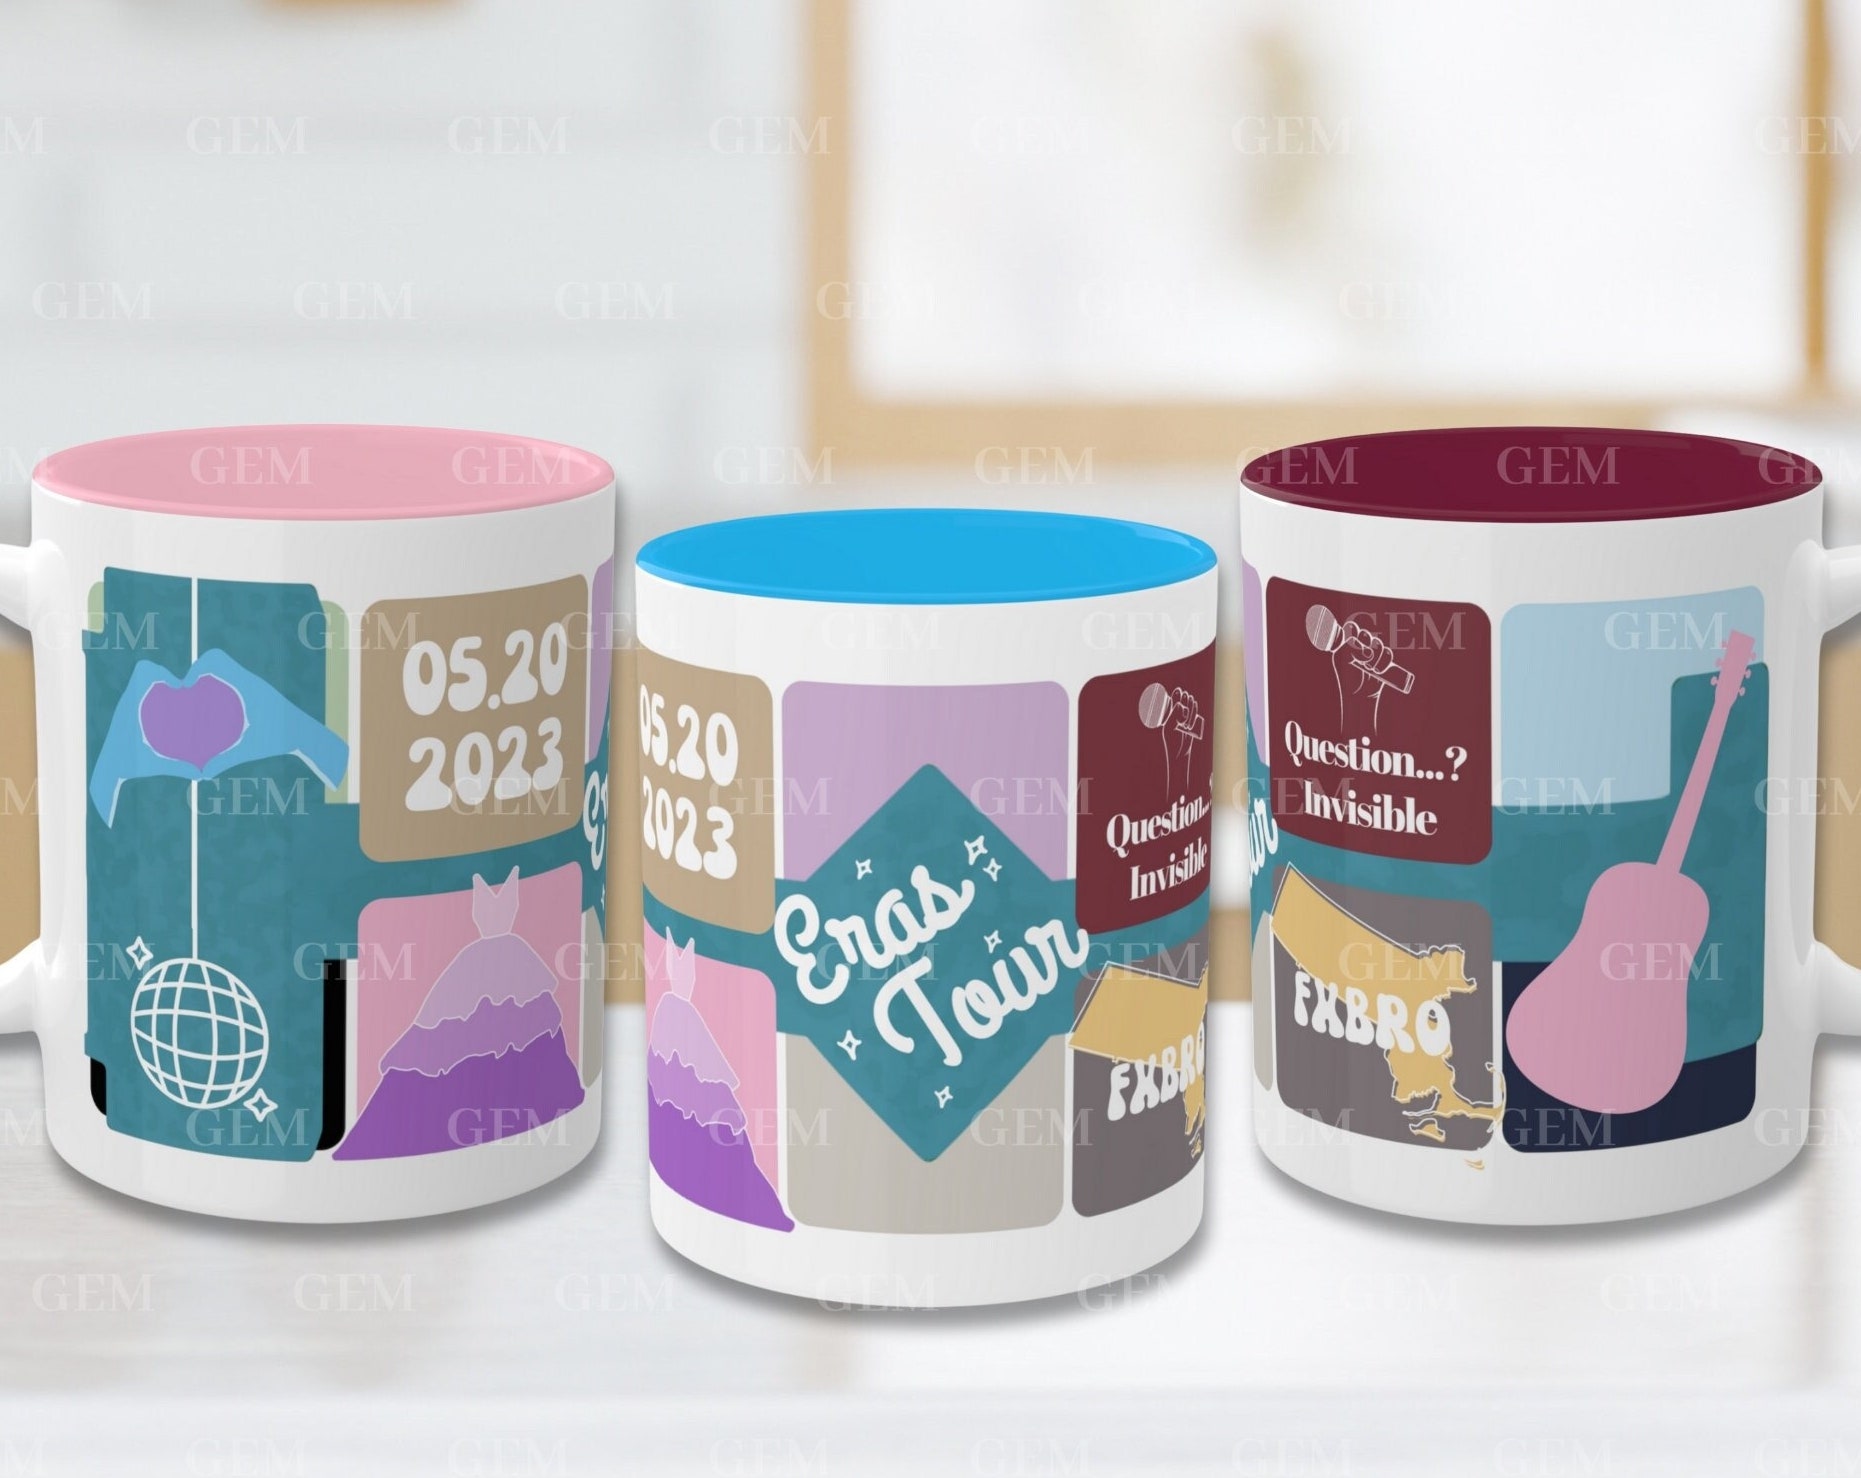 05.20
2023
05.20
2023
Eras
Tour
Question...
Invisible
FXBRO
Question...?
Invisible
FXBRO
GEM